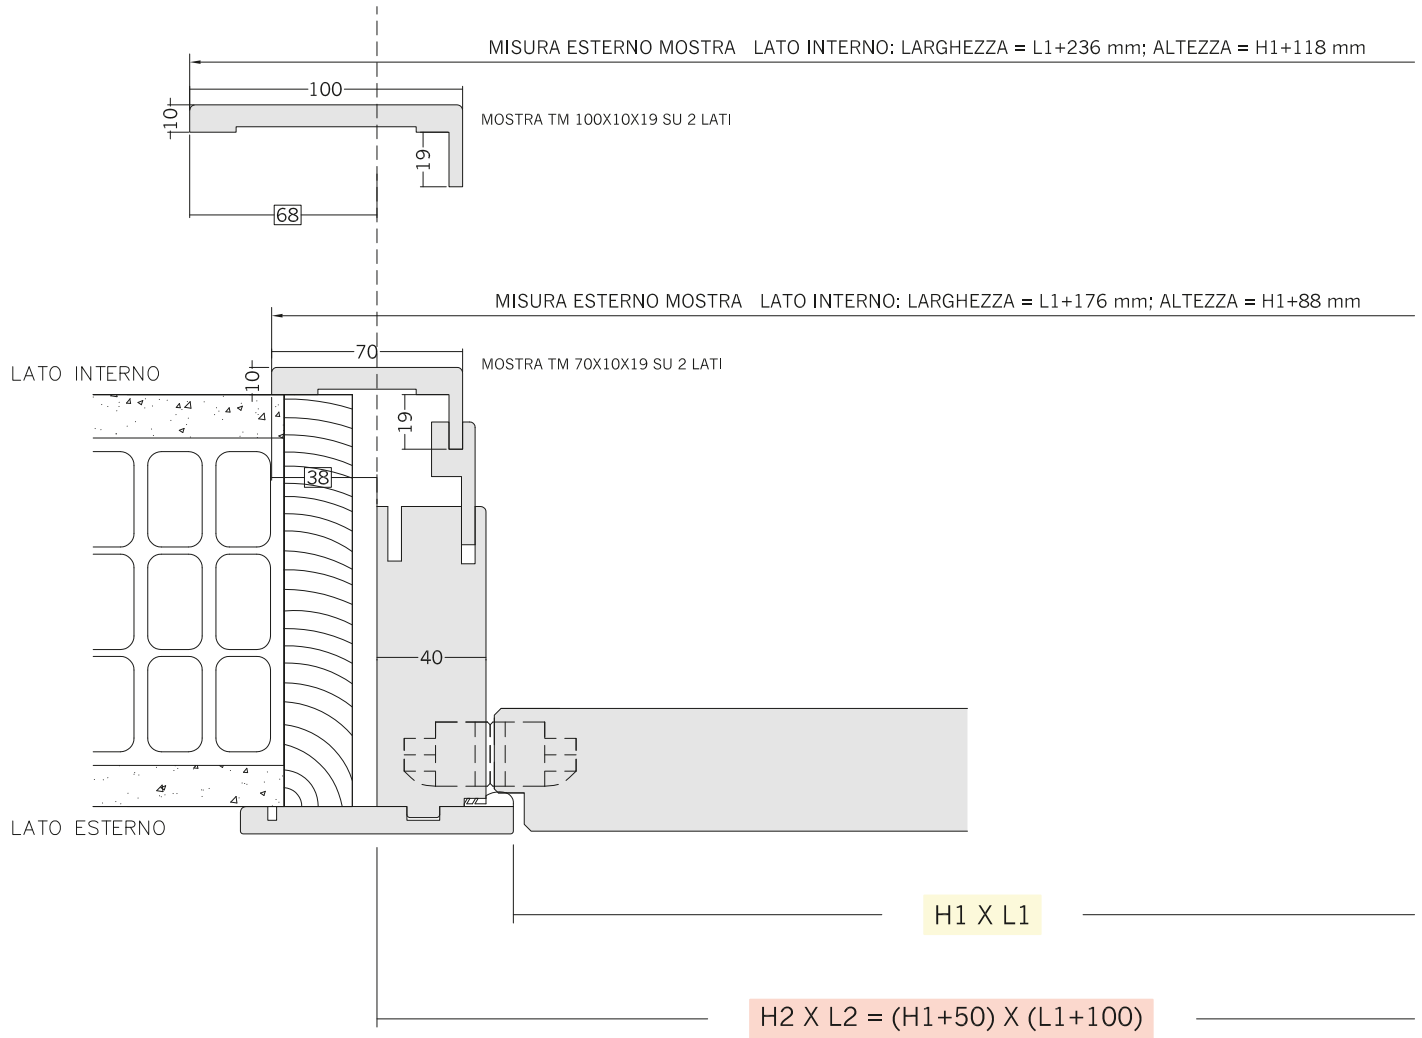 MISURA ESTERNO MOSTRA LATO INTERNO: LARGHEZZA = L1+236 mm; ALTEZZA = H1+118 mm
100
10
MOSTRA TM 100X10X19 SU 2 LATI
19
68
MISURA ESTERNO MOSTRA LATO INTERNO: LARGHEZZA = L1+176 mm; ALTEZZA = H1+88 mm
70
MOSTRA TM 70X10X19 SU 2 LATI
LATO INTERNO
10
19
38
40
LATO ESTERNO
H1 X L1
H2 X L2 = (H1+50) X (L1+100)